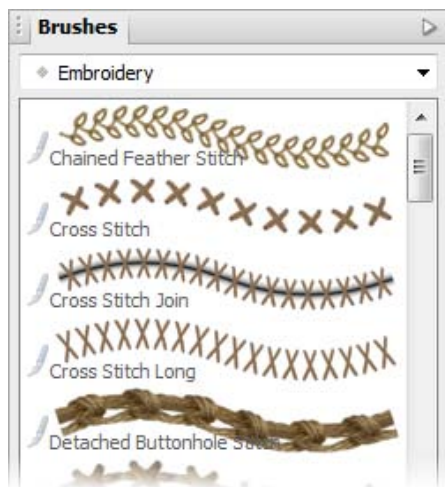 Brushes
Embroidery
Chained Feather Stitch
Cross Stitch
Cross Stitch Join
Cross Stitch Long
Detached Buttonhole Stitch